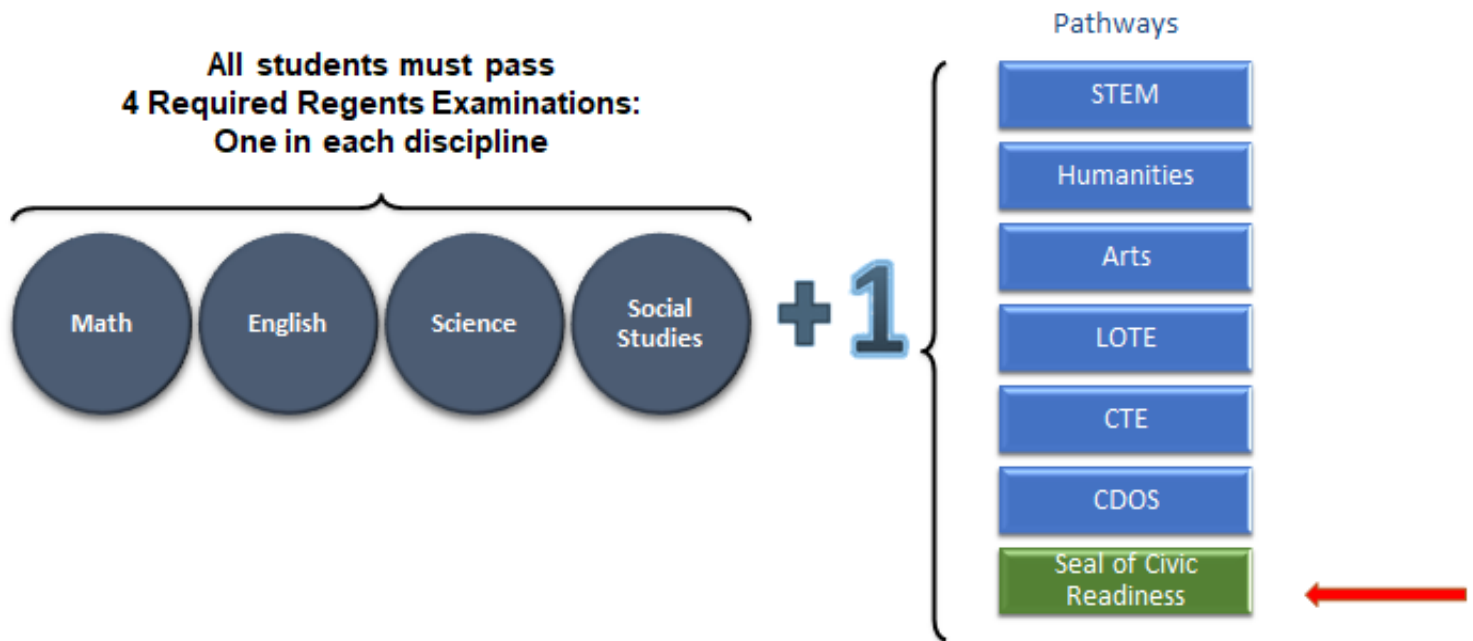 All students must pass
4 Required Regents Examinations:
One in each discipline
Math
English
Science
Social
Studies
+1
Pathways
STEM
Humanities
Arts
LOTE
CTE
CDOS
Seal of Civic
Readiness